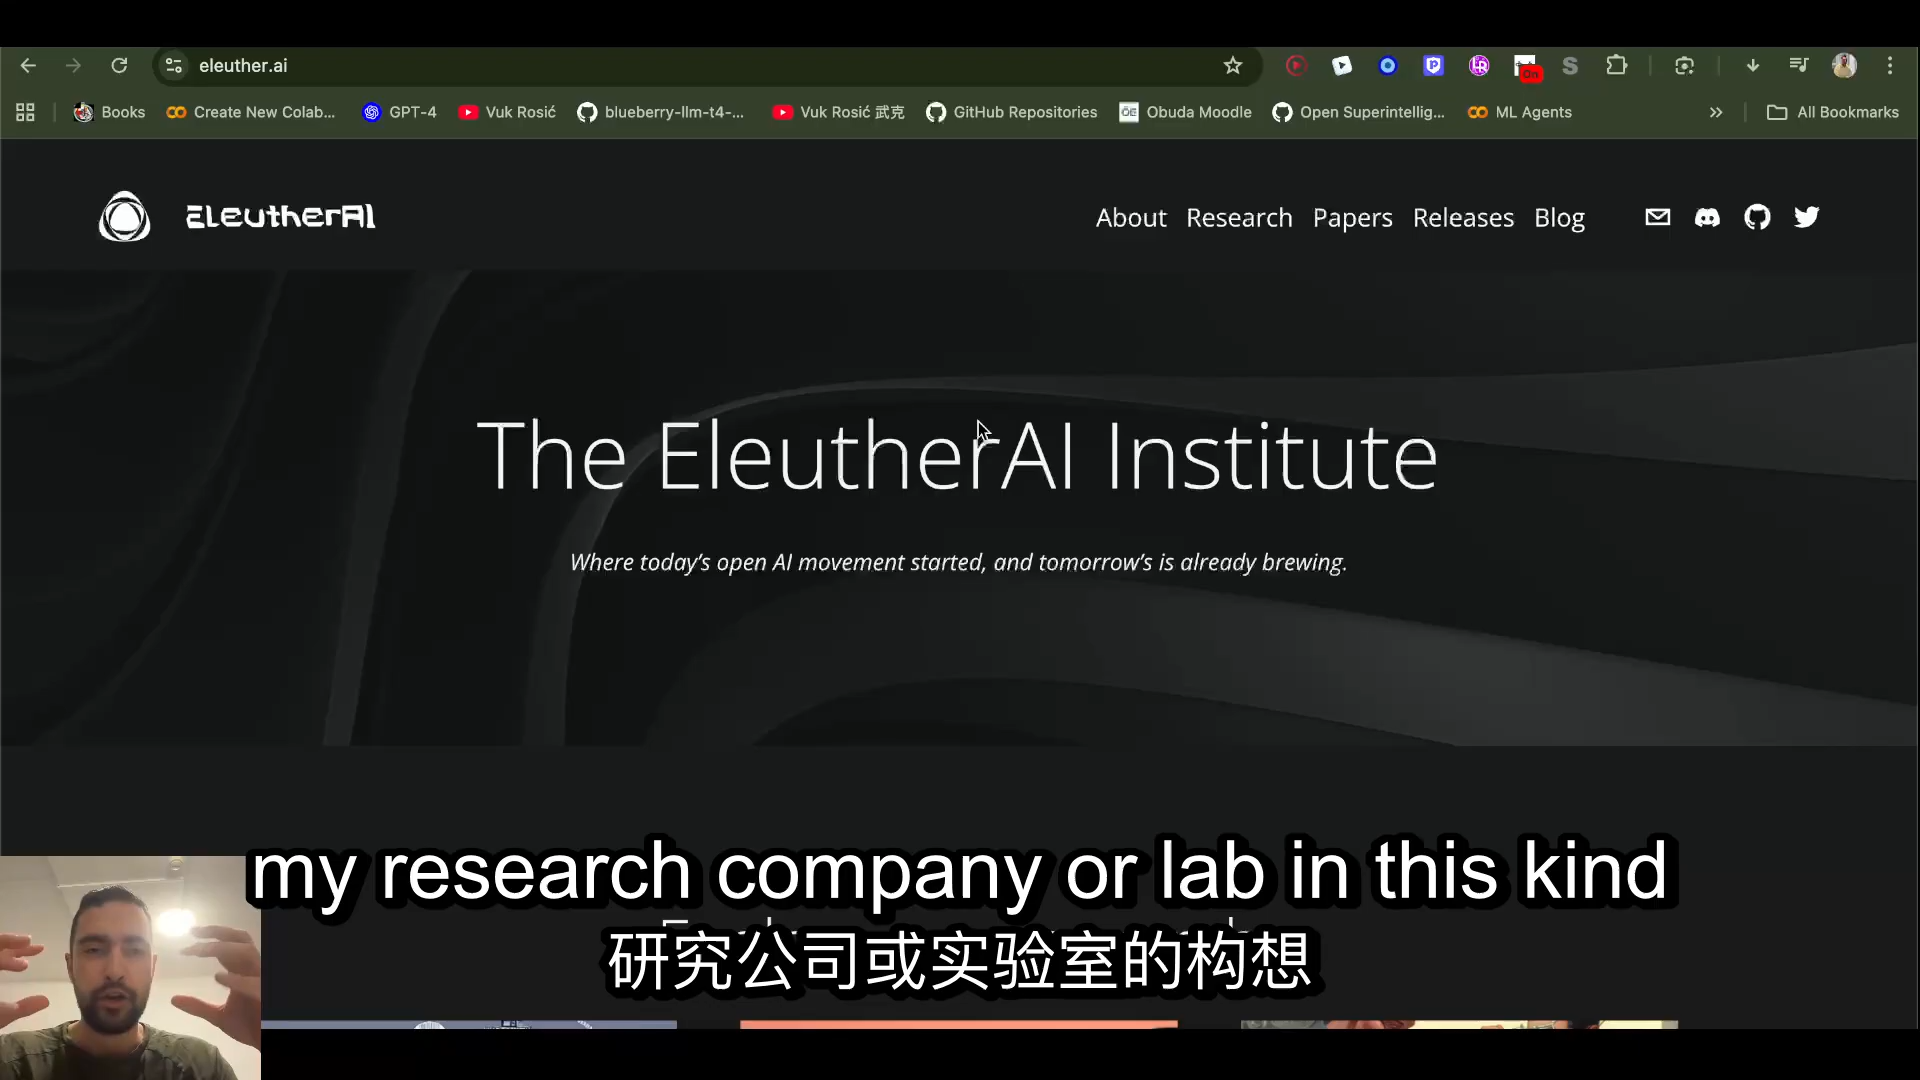 eleuther.ai
On
Books
Create New Colab...
GPT-4
Vuk Rosić
blueberry-llm-t4-...
Vuk Rosić 武克
GitHub Repositories
Obuda Moodle
Open Superintellig...
ML Agents
All Bookmarks
EleutherAI
About Research Papers Releases Blog
The EleutherAI Institute
Where today's open AI movement started, and tomorrow's is already brewing.
my research company or lab in this kind
研究公司或实验室的构想